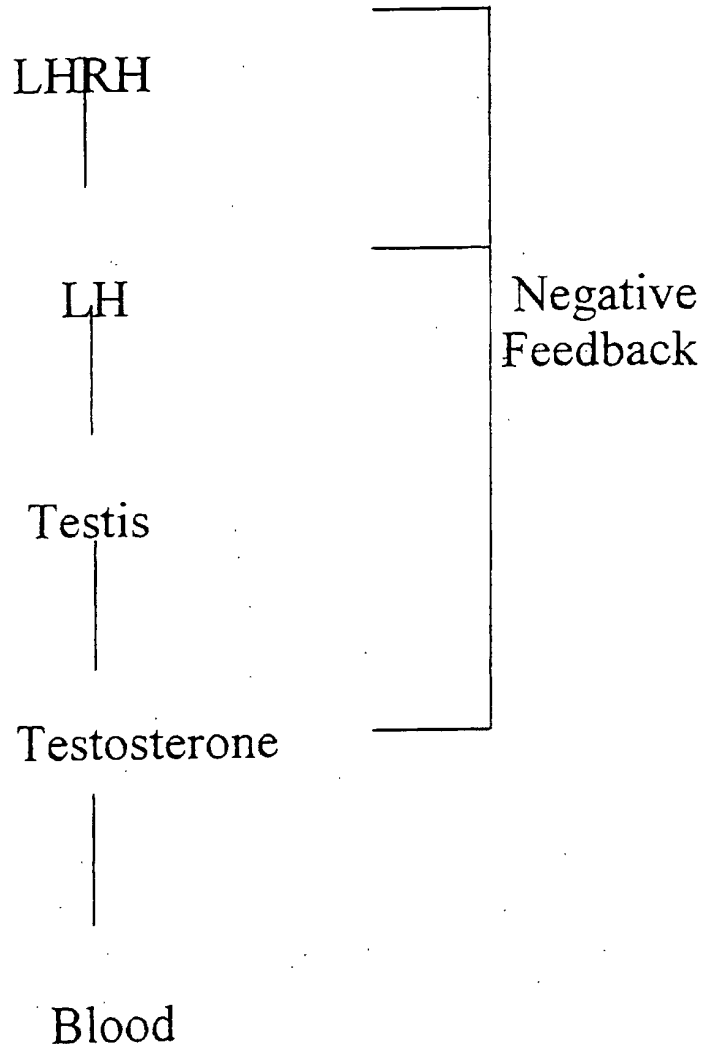 LHRH
LH
Negative
Feedback
Testis
Testosterone
Blood